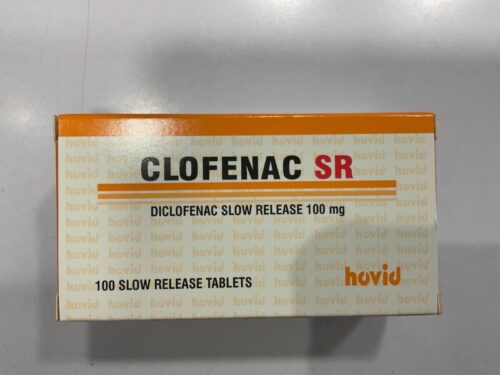 CLOFENAC SR
DICLOFENAC SLOW RELEASE 100 mg
100 SLOW RELEASE TABLETS
hovid